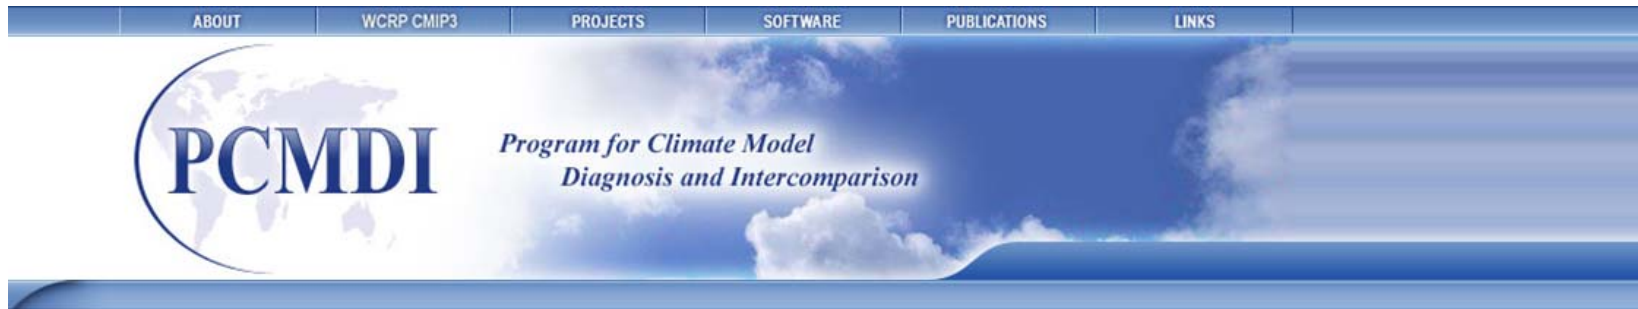 ABOUT
WCRP CMIP3
PROJECTS
SOFTWARE
PUBLICATIONS
LINKS
PCMDI
Program for Climate Model
Diagnosis and Intercomparison